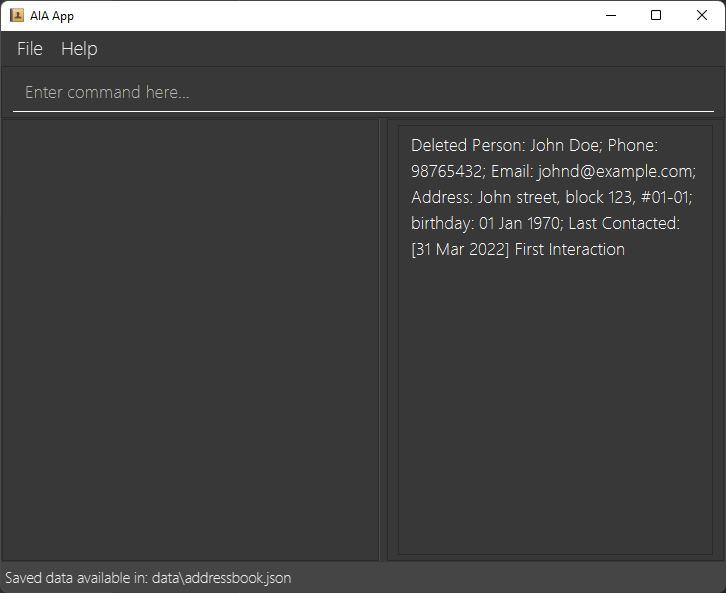 AIA App
File Help
Enter command here...
Deleted Person: John Doe; Phone:
98765432; Email: johnd@example.com;
Address: John street, block 123, #01-01;
birthday: 01 Jan 1970; Last Contacted:
[31 Mar 2022] First Interaction
Saved data available in: data\addressbook.json